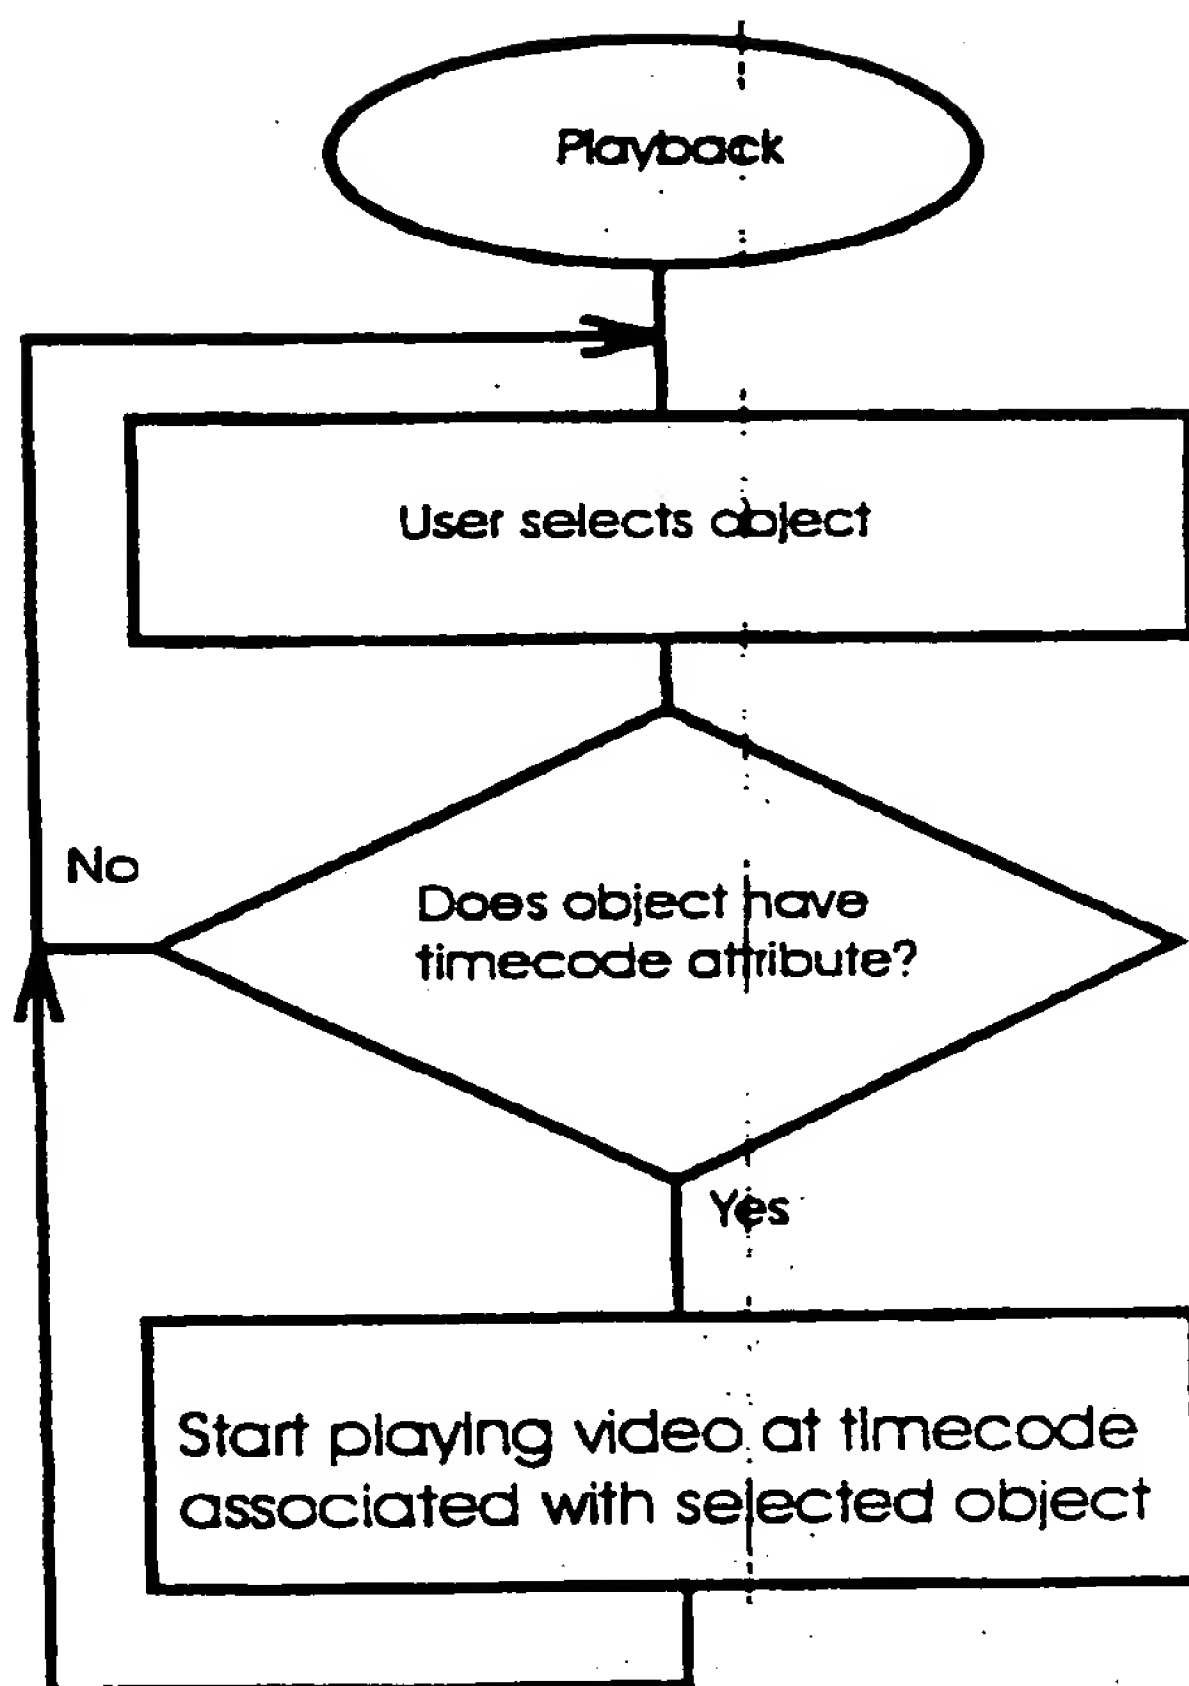 Playback
User selects object
No
Does object have
timecode attribute?
Yes
Start playing video at timecode
associated with selected object